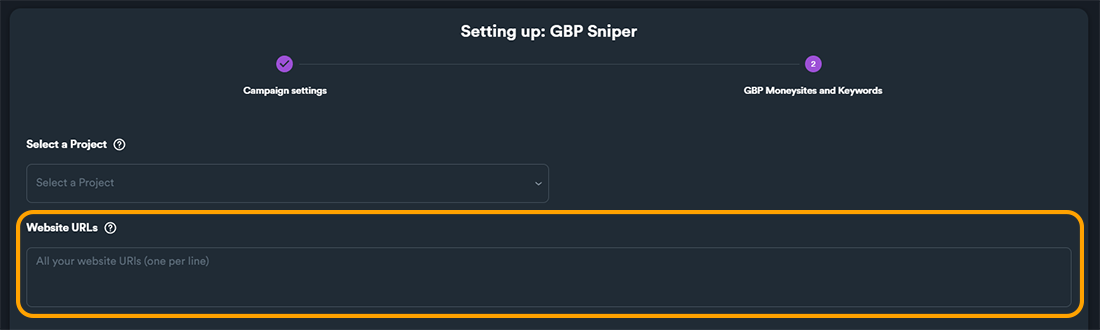 Setting up: GBP Sniper
2
Campaign settings
GBP Moneysites and Keywords
Select a Project ?
Select a Project
Website URLs ?
All your website URLs (one per line)